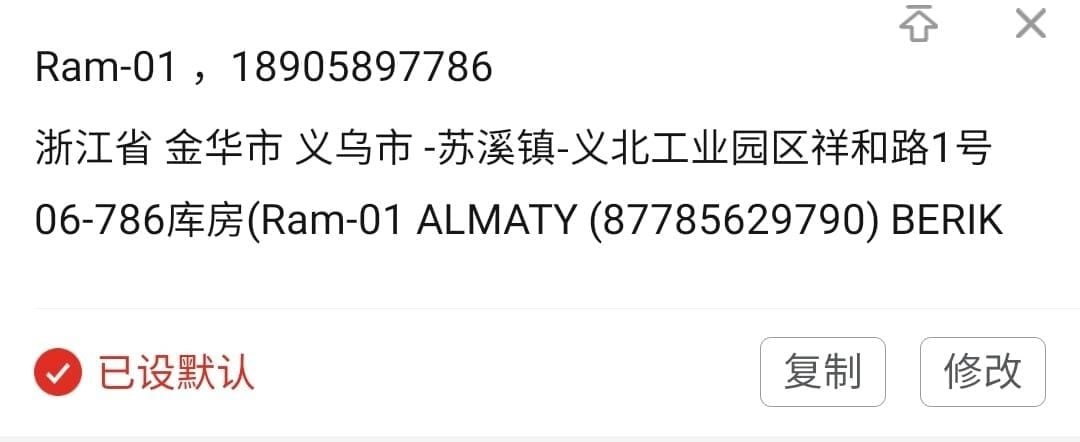 Ram-01 ，18905897786
浙江省 金华市 义乌市 -苏溪镇-义北工业园区祥和路1号
06-786库房(Ram-01 ALMATY (87785629790) BERIK
已设默认
复制
修改